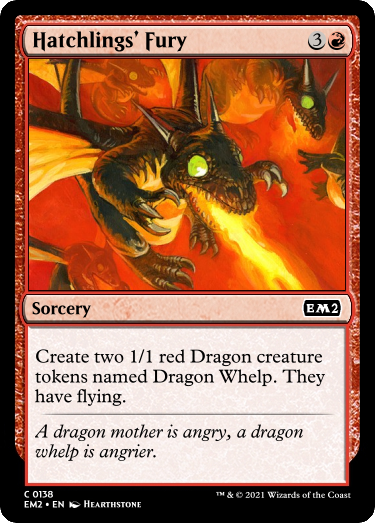 Hatchlings' Fury 3
Sorcery EM2
Create two 1/1 red Dragon creature
tokens named Dragon Whelp. They
have flying.
A dragon mother is angry, a dragon
whelp is angrier.
C 0138
EM2 • EN HEARTHSTONE ™ & © 2021 Wizards of the Coast